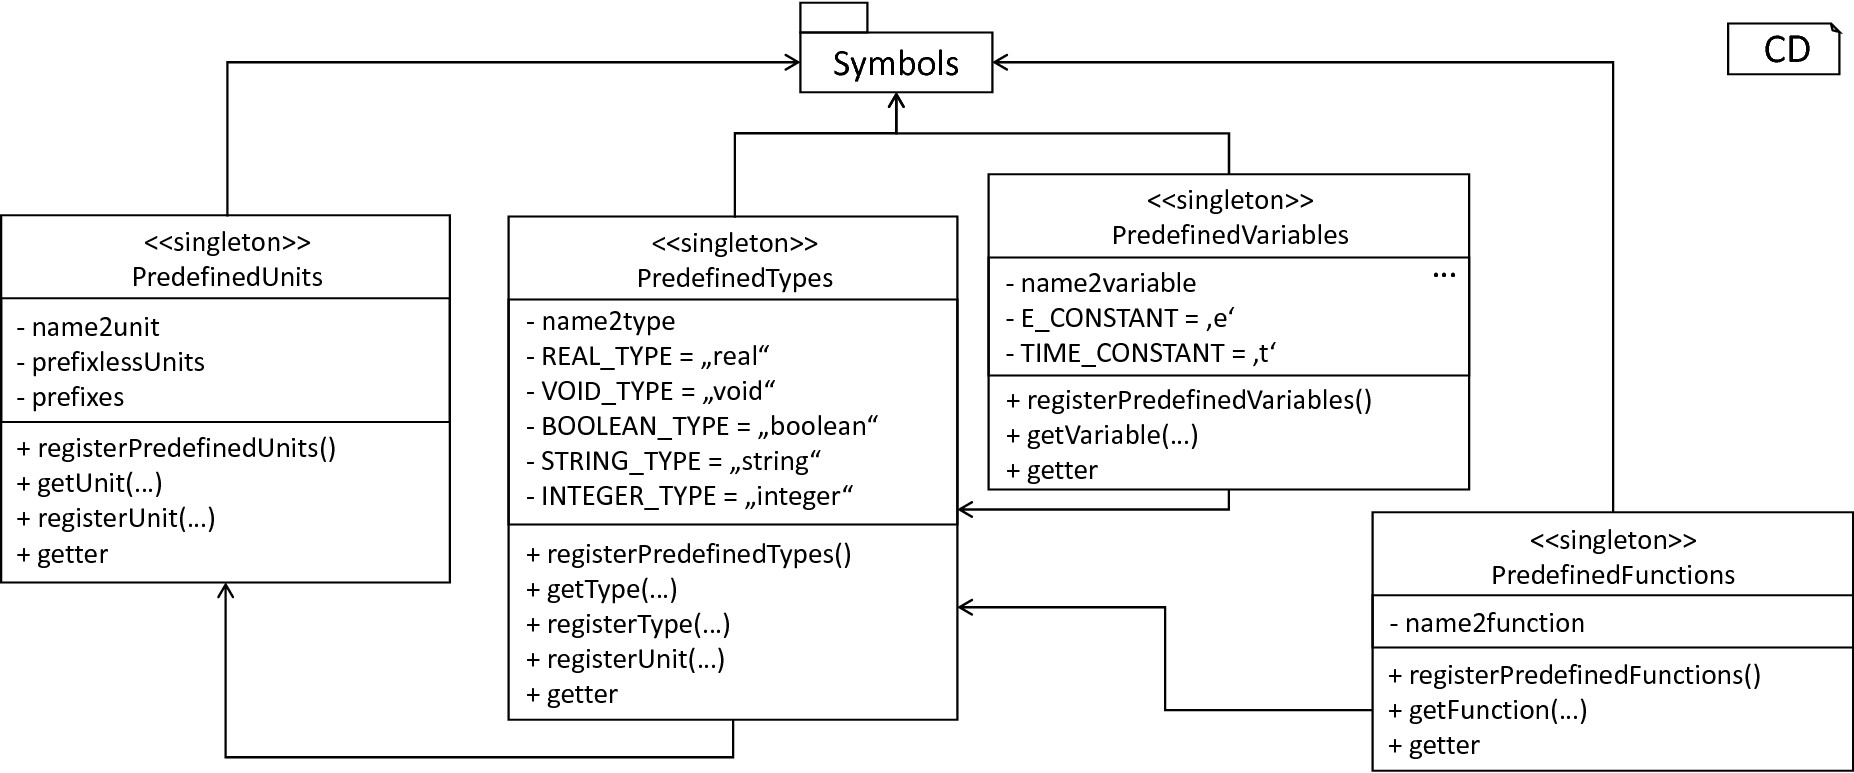 Symbols
CD
<<singleton>>
PredefinedUnits
- name2unit
- prefixlessUnits
- prefixes
+ registerPredefinedUnits()
+ getUnit(...)
+ registerUnit(...)
+ getter
<<singleton>>
PredefinedTypes
- name2type
- REAL_TYPE = „real“
- VOID_TYPE = „void“
- BOOLEAN_TYPE = „boolean“
- STRING_TYPE = „string“
- INTEGER_TYPE = „integer“
+ registerPredefinedTypes()
+ getType(...)
+ registerType(...)
+ registerUnit(...)
+ getter
<<singleton>>
PredefinedVariables
...
- name2variable
- E_CONSTANT = ‚e‘
- TIME_CONSTANT = ‚t‘
+ registerPredefinedVariables()
+ getVariable(...)
+ getter
<<singleton>>
PredefinedFunctions
- name2function
+ registerPredefinedFunctions()
+ getFunction(...)
+ getter